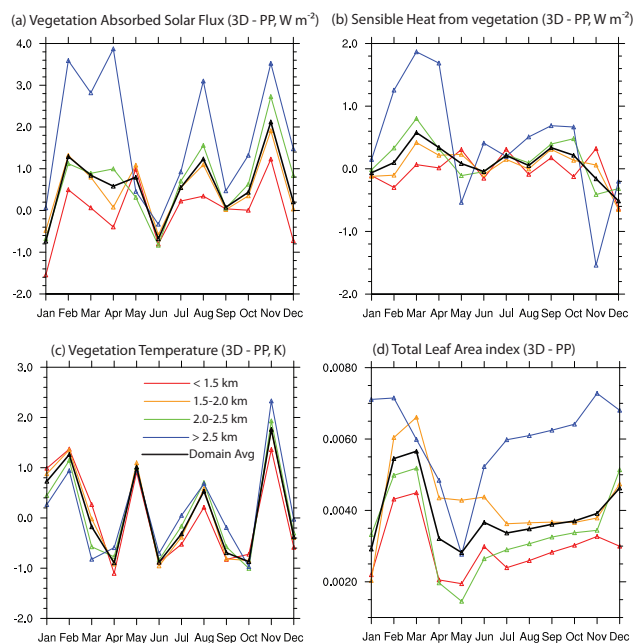 (a) Vegetation Absorbed Solar Flux (3D - PP, W m⁻²)
4.0
3.0
2.0
1.0
0.0
-1.0
-2.0
Jan Feb Mar Apr May Jun Jul Aug Sep Oct Nov Dec
(b) Sensible Heat from vegetation (3D - PP, W m⁻²)
2.0
1.0
0.0
-1.0
-2.0
Jan Feb Mar Apr May Jun Jul Aug Sep Oct Nov Dec
(c) Vegetation Temperature (3D - PP, K)
3.0
2.0
1.0
0.0
-1.0
-2.0
< 1.5 km
1.5-2.0 km
2.0-2.5 km
> 2.5 km
Domain Avg
Jan Feb Mar Apr May Jun Jul Aug Sep Oct Nov Dec
(d) Total Leaf Area index (3D - PP)
0.0080
0.0060
0.0040
0.0020
Jan Feb Mar Apr May Jun Jul Aug Sep Oct Nov Dec